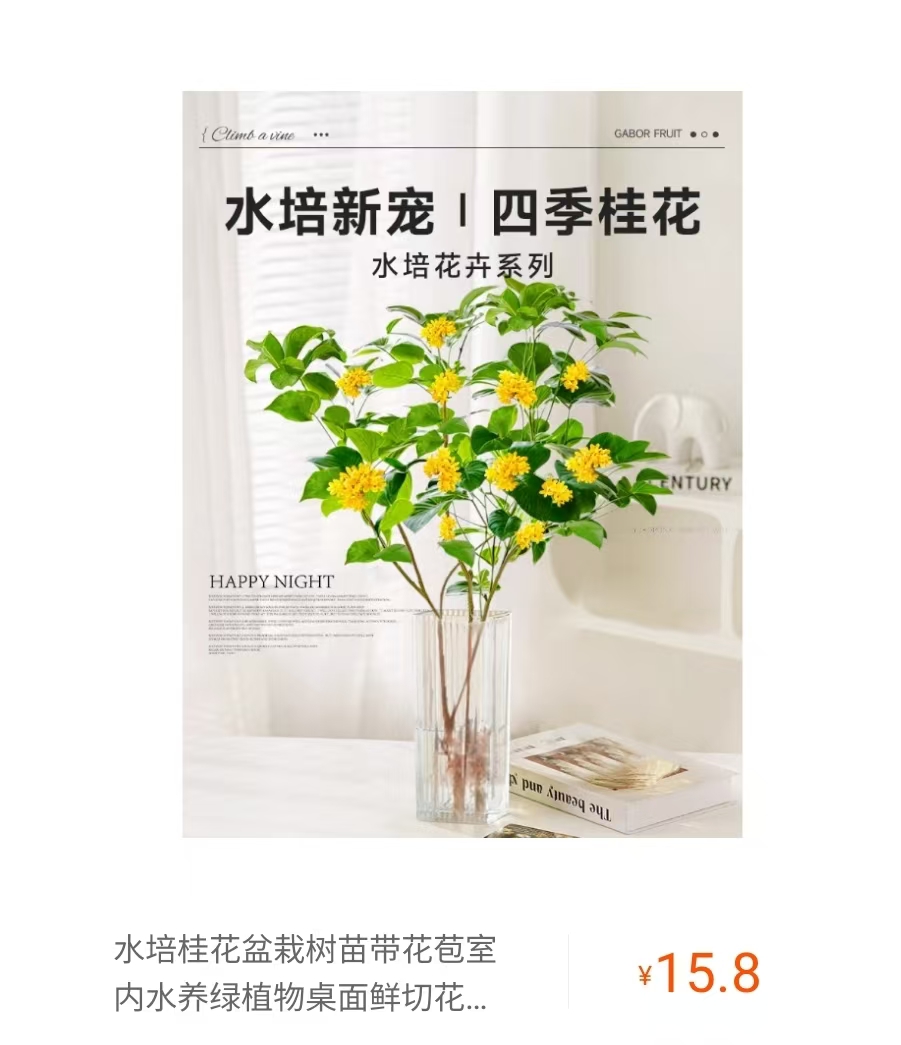 { Climb a vine •••
GABOR FRUIT ●○●
水培新宠 | 四季桂花
水培花卉系列
ENTURY
HAPPY NIGHT
The beauty and
水培桂花盆栽树苗带花苞室
内水养绿植物桌面鲜切花...
¥15.8